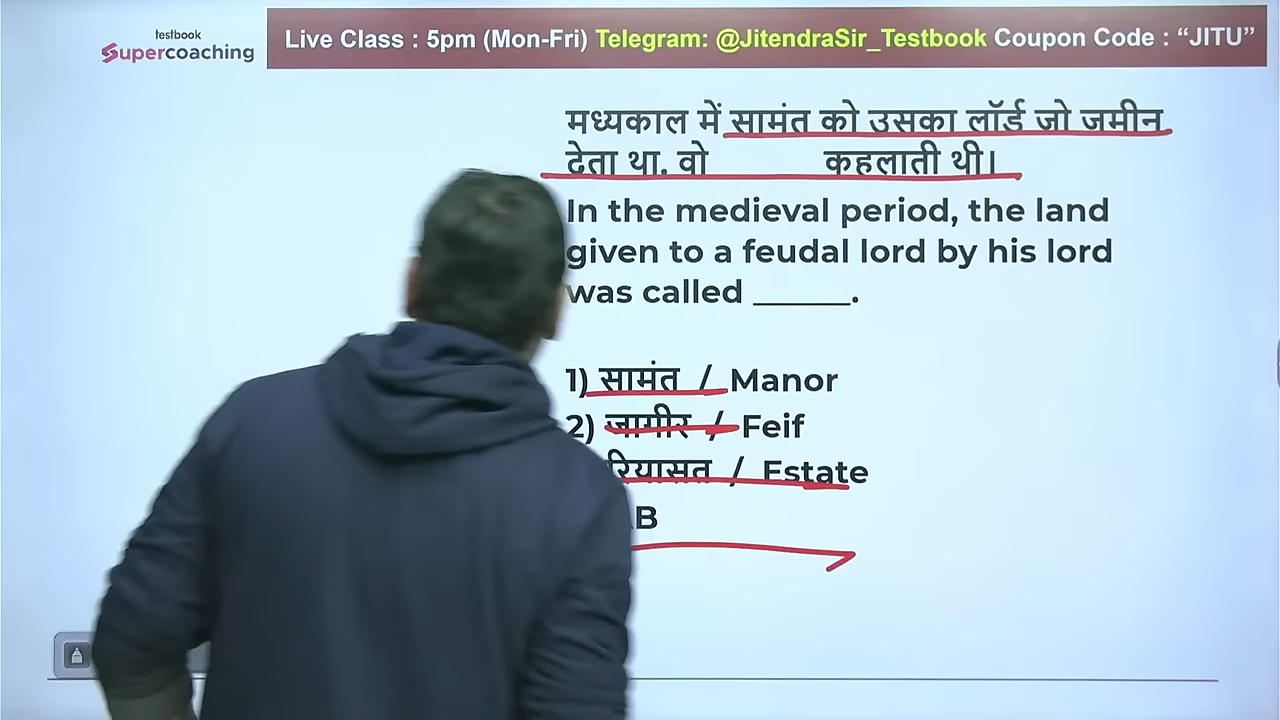 testbook
Supercoaching
Live Class : 5pm (Mon-Fri) Telegram: @JitendraSir_Testbook Coupon Code : “JITU”
मध्यकाल में सामंत को उसका लॉर्ड जो जमीन
देता था. वो कहलाती थी।
In the medieval period, the land
given to a feudal lord by his lord
was called ______.
1) सामंत / Manor
2) जागीर / Feif
रियासत / Estate